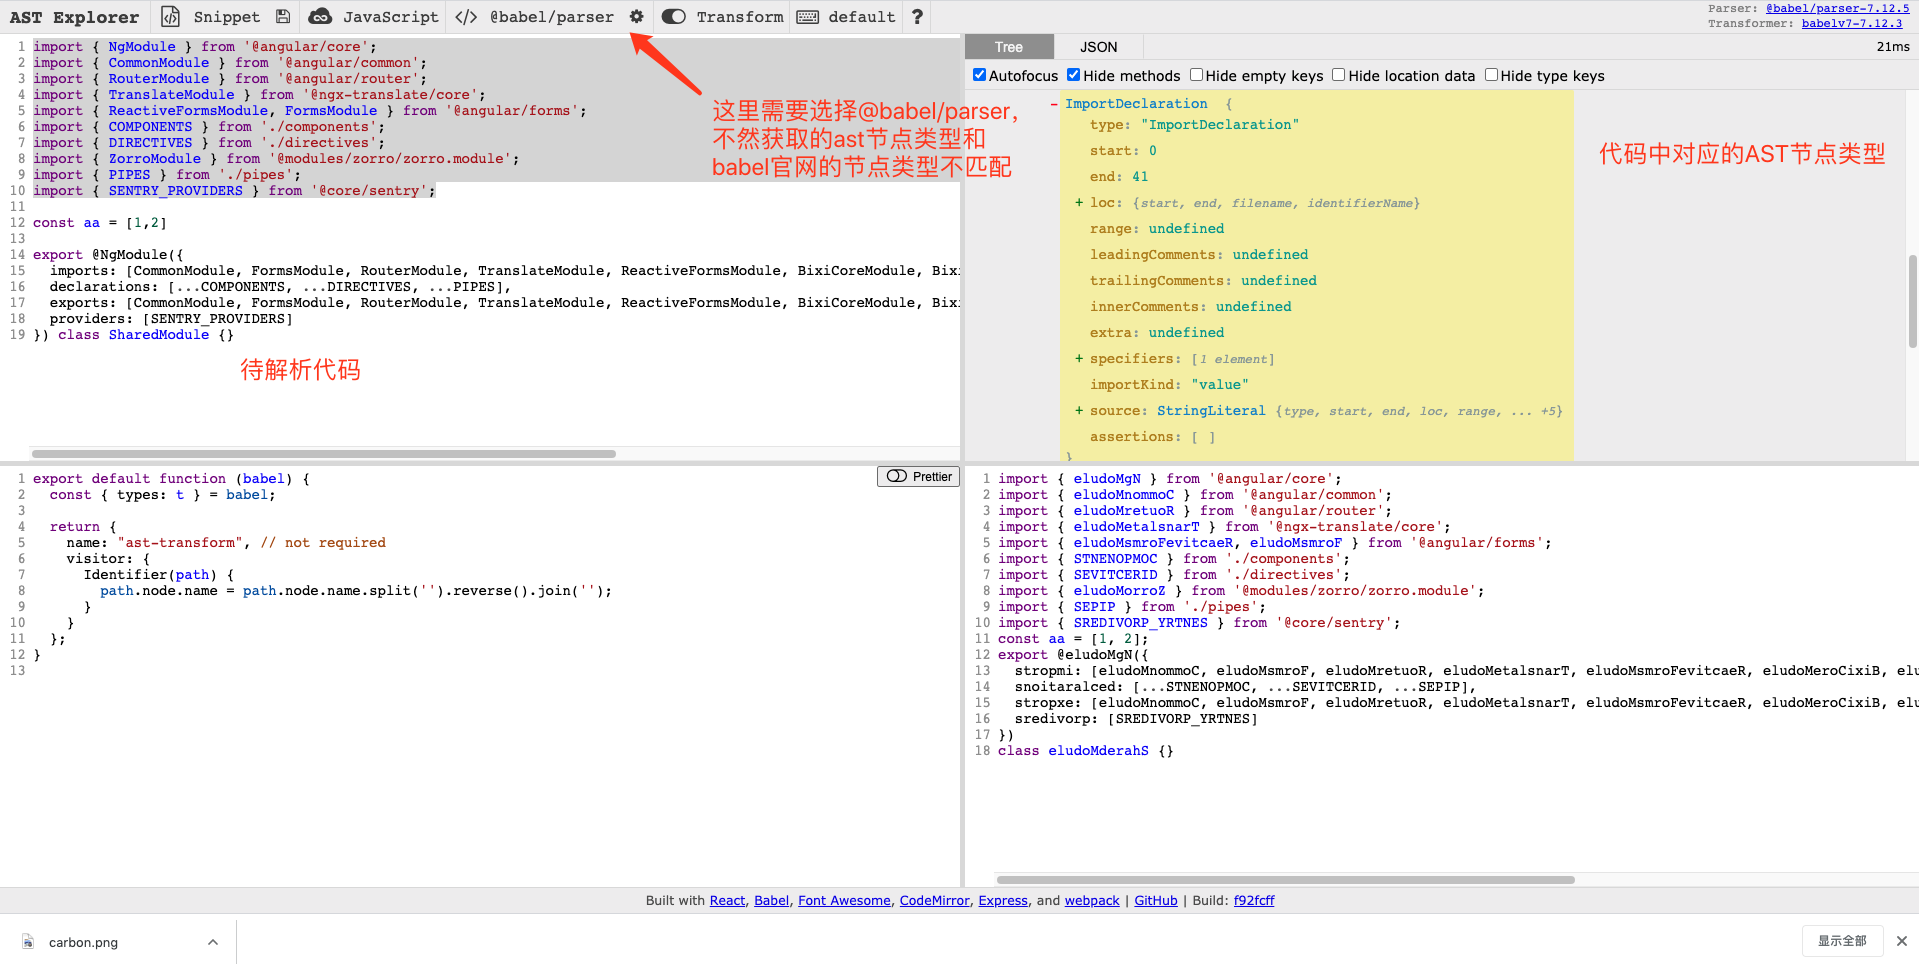 AST Explorer Snippet JavaScript </> @babel/parser Transform default ?
Parser: @babel/parser-7.12.5
Transformer: babelv7-7.12.3
1 import { NgModule } from '@angular/core';
2 import { CommonModule } from '@angular/common';
3 import { RouterModule } from '@angular/router';
4 import { TranslateModule } from '@ngx-translate/core';
5 import { ReactiveFormsModule, FormsModule } from '@angular/forms';
6 import { COMPONENTS } from './components';
7 import { DIRECTIVES } from './directives';
8 import { ZorroModule } from '@modules/zorro/zorro.module';
9 import { PIPES } from './pipes';
10 import { SENTRY_PROVIDERS } from '@core/sentry';
11
12 const aa = [1,2]
13
14 export @NgModule({
15 imports: [CommonModule, FormsModule, RouterModule, TranslateModule, ReactiveFormsModule, BixiCoreModule, Bixi
16 declarations: [...COMPONENTS, ...DIRECTIVES, ...PIPES],
17 exports: [CommonModule, FormsModule, RouterModule, TranslateModule, ReactiveFormsModule, BixiCoreModule, Bixi
18 providers: [SENTRY_PROVIDERS]
19 }) class SharedModule {}
这里需要选择@babel/parser，
不然获取的ast节点类型和
babel官网的节点类型不匹配
待解析代码
Tree JSON 21ms
Autofocus Hide methods Hide empty keys Hide location data Hide type keys
- ImportDeclaration {
type: "ImportDeclaration"
start: 0
end: 41
+ loc: {start, end, filename, identifierName}
range: undefined
leadingComments: undefined
trailingComments: undefined
innerComments: undefined
extra: undefined
+ specifiers: [1 element]
importKind: "value"
+ source: StringLiteral {type, start, end, loc, range, ... +5}
assertions: [ ]
}
代码中对应的AST节点类型
Prettier
1 export default function (babel) {
2 const { types: t } = babel;
3
4 return {
5 name: "ast-transform", // not required
6 visitor: {
7 Identifier(path) {
8 path.node.name = path.node.name.split('').reverse().join('');
9 }
10 }
11 };
12 }
13
1 import { eludoMgN } from '@angular/core';
2 import { eludoMnommoC } from '@angular/common';
3 import { eludoMretuoR } from '@angular/router';
4 import { eludoMetalsnarT } from '@ngx-translate/core';
5 import { eludoMsmroFevitcaeR, eludoMsmroF } from '@angular/forms';
6 import { STNENOPMOC } from './components';
7 import { SEVITCERID } from './directives';
8 import { eludoMorroZ } from '@modules/zorro/zorro.module';
9 import { SEPIP } from './pipes';
10 import { SREDIVORP_YRTNES } from '@core/sentry';
11 const aa = [1, 2];
12 export @eludoMgN({
13 stropmi: [eludoMnommoC, eludoMsmroF, eludoMretuoR, eludoMetalsnarT, eludoMsmroFevitcaeR, eludoMeroCixiB, elu
14 snoitaralced: [...STNENOPMOC, ...SEVITCERID, ...SEPIP],
15 stropxe: [eludoMnommoC, eludoMsmroF, eludoMretuoR, eludoMetalsnarT, eludoMsmroFevitcaeR, eludoMeroCixiB, elu
16 sredivorp: [SREDIVORP_YRTNES]
17 })
18 class eludoMderahS {}
Built with React, Babel, Font Awesome, CodeMirror, Express, and webpack | GitHub | Build: f92fcff
carbon.png
显示全部